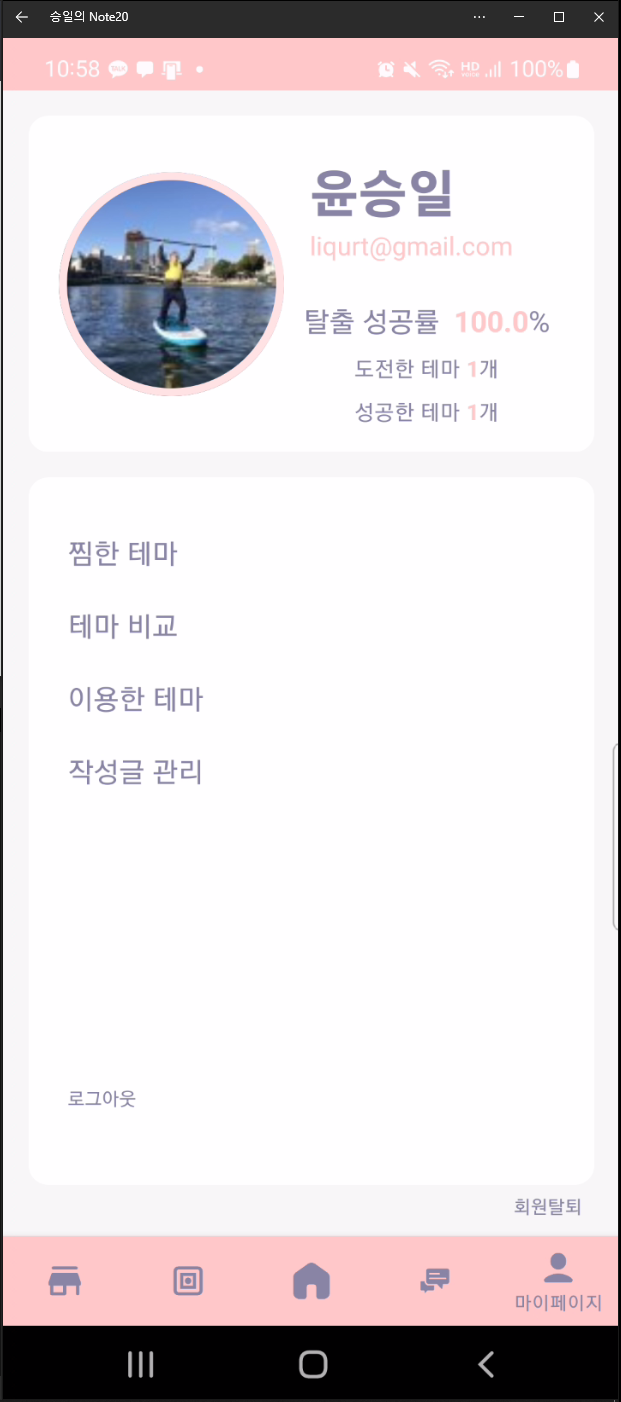 승일의 Note20
10:58
HD
100%
윤승일
liqurt@gmail.com
탈출 성공률 100.0%
도전한 테마 1개
성공한 테마 1개
찜한 테마
테마 비교
이용한 테마
작성글 관리
로그아웃
회원탈퇴
마이페이지